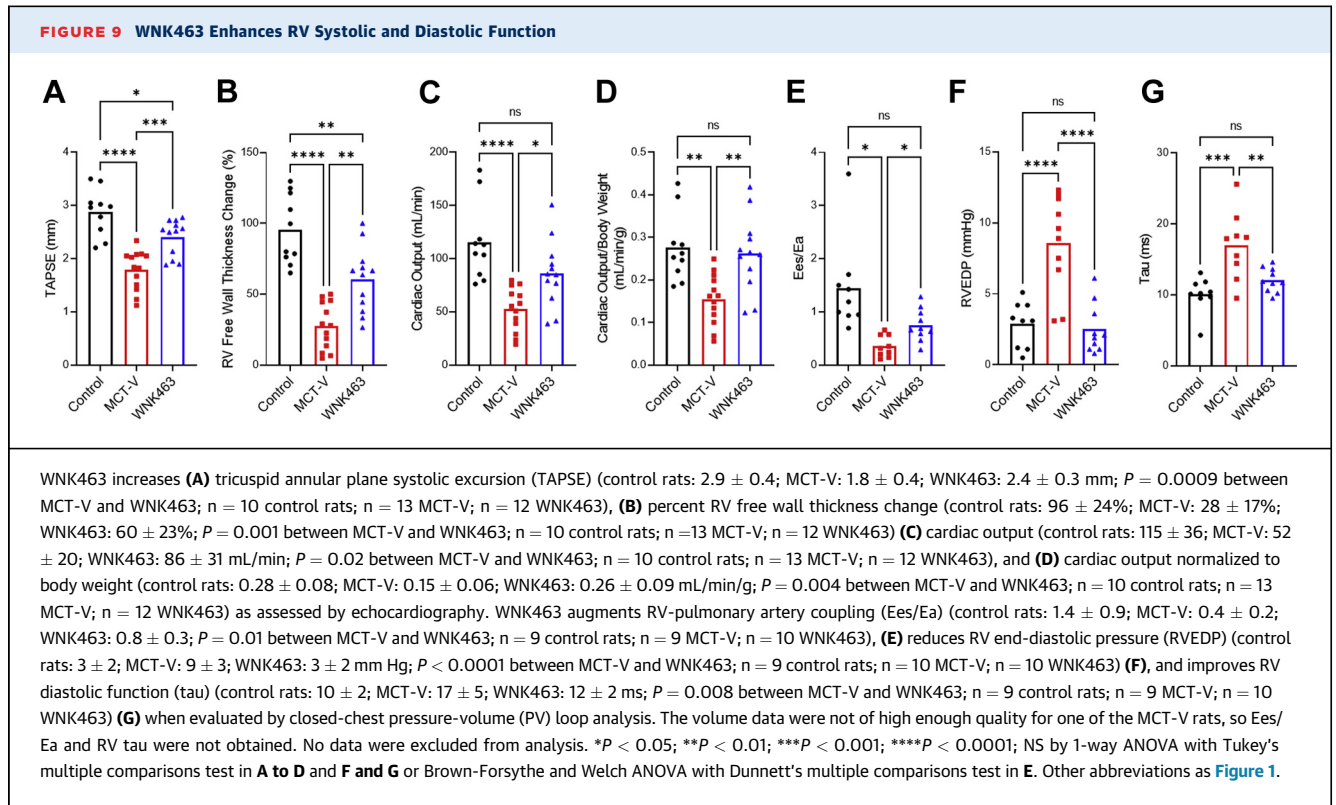 FIGURE 9 WNK463 Enhances RV Systolic and Diastolic Function
A B C D E F G
*
***
****
TAPSE (mm)
4
3
2
1
0
Control
MCT-V
WNK463
**
****
**
RV Free Wall Thickness Change (%)
150
100
50
0
Control
MCT-V
WNK463
ns
****
*
Cardiac Output (mL/min)
200
150
100
50
0
Control
MCT-V
WNK463
ns
**
**
Cardiac Output/Body Weight
(mL/min/g)
0.5
0.4
0.3
0.2
0.1
0.0
Control
MCT-V
WNK463
ns
*
*
Ees/Ea
4
3
2
1
0
Control
MCT-V
WNK463
ns
****
****
RVEDP (mmHg)
15
10
5
0
Control
MCT-V
WNK463
ns
***
**
Tau (ms)
30
20
10
0
Control
MCT-V
WNK463
WNK463 increases (A) tricuspid annular plane systolic excursion (TAPSE) (control rats: 2.9 ± 0.4; MCT-V: 1.8 ± 0.4; WNK463: 2.4 ± 0.3 mm; P = 0.0009 between
MCT-V and WNK463; n = 10 control rats; n = 13 MCT-V; n = 12 WNK463), (B) percent RV free wall thickness change (control rats: 96 ± 24%; MCT-V: 28 ± 17%;
WNK463: 60 ± 23%; P = 0.001 between MCT-V and WNK463; n = 10 control rats; n =13 MCT-V; n = 12 WNK463) (C) cardiac output (control rats: 115 ± 36; MCT-V: 52
± 20; WNK463: 86 ± 31 mL/min; P = 0.02 between MCT-V and WNK463; n = 10 control rats; n = 13 MCT-V; n = 12 WNK463), and (D) cardiac output normalized to
body weight (control rats: 0.28 ± 0.08; MCT-V: 0.15 ± 0.06; WNK463: 0.26 ± 0.09 mL/min/g; P = 0.004 between MCT-V and WNK463; n = 10 control rats; n = 13
MCT-V; n = 12 WNK463) as assessed by echocardiography. WNK463 augments RV-pulmonary artery coupling (Ees/Ea) (control rats: 1.4 ± 0.9; MCT-V: 0.4 ± 0.2;
WNK463: 0.8 ± 0.3; P = 0.01 between MCT-V and WNK463; n = 9 control rats; n = 9 MCT-V; n = 10 WNK463), (E) reduces RV end-diastolic pressure (RVEDP) (control
rats: 3 ± 2; MCT-V: 9 ± 3; WNK463: 3 ± 2 mm Hg; P < 0.0001 between MCT-V and WNK463; n = 9 control rats; n = 10 MCT-V; n = 10 WNK463) (F), and improves RV
diastolic function (tau) (control rats: 10 ± 2; MCT-V: 17 ± 5; WNK463: 12 ± 2 ms; P = 0.008 between MCT-V and WNK463; n = 9 control rats; n = 9 MCT-V; n = 10
WNK463) (G) when evaluated by closed-chest pressure-volume (PV) loop analysis. The volume data were not of high enough quality for one of the MCT-V rats, so Ees/
Ea and RV tau were not obtained. No data were excluded from analysis. *P < 0.05; **P < 0.01; ***P < 0.001; ****P < 0.0001; NS by 1-way ANOVA with Tukey's
multiple comparisons test in A to D and F and G or Brown-Forsythe and Welch ANOVA with Dunnett's multiple comparisons test in E. Other abbreviations as Figure 1.